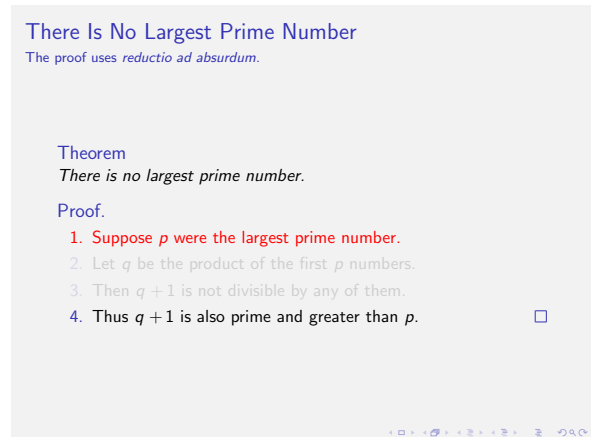 There Is No Largest Prime Number
The proof uses reductio ad absurdum.
Theorem
There is no largest prime number.
Proof.
1. Suppose p were the largest prime number.
2. Let q be the product of the first p numbers.
3. Then q + 1 is not divisible by any of them.
4. Thus q + 1 is also prime and greater than p.